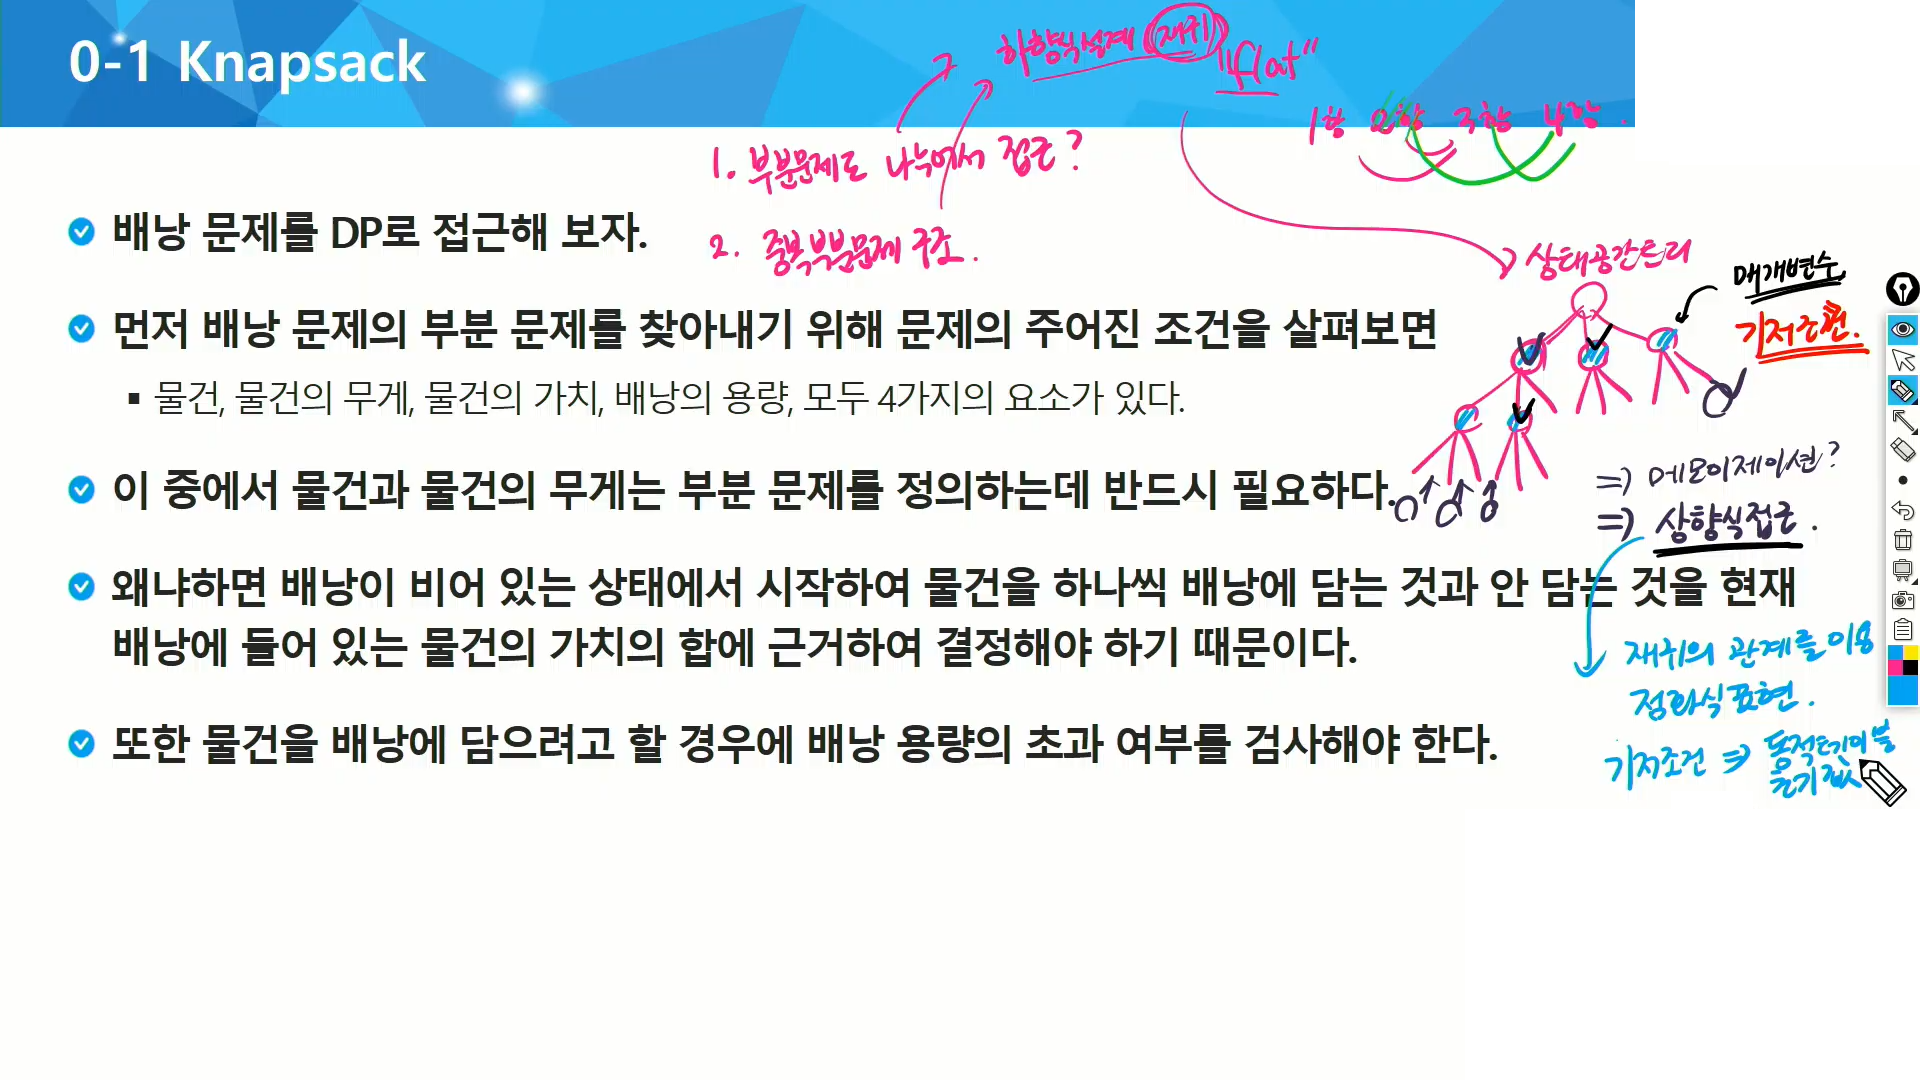 0-1 Knapsack
하향식설계 (재귀)
"flat"
1항 2항 3항 4항
1. 부분문제로 나누어서 접근?
2. 중복부분문제 구조.
배낭 문제를 DP로 접근해 보자.
상태공간트리
매개변수
기저조건.
먼저 배낭 문제의 부분 문제를 찾아내기 위해 문제의 주어진 조건을 살펴보면
물건, 물건의 무게, 물건의 가치, 배낭의 용량, 모두 4가지의 요소가 있다.
이 중에서 물건과 물건의 무게는 부분 문제를 정의하는데 반드시 필요하다.
=> 메모이제이션?
=> 상향식접근.
왜냐하면 배낭이 비어 있는 상태에서 시작하여 물건을 하나씩 배낭에 담는 것과 안 담는 것을 현재
배낭에 들어 있는 물건의 가치의 합에 근거하여 결정해야 하기 때문이다.
재귀의 관계를 이용
점화식표현.
또한 물건을 배낭에 담으려고 할 경우에 배낭 용량의 초과 여부를 검사해야 한다.
기저조건 => 동적테이블
초기값